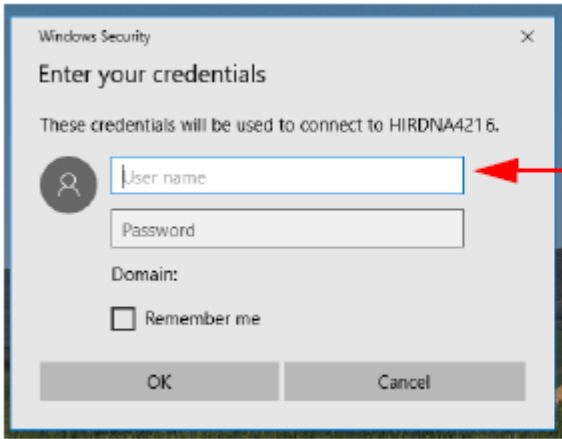 Windows Security
Enter your credentials
These credentials will be used to connect to HIRDNA4216.
User name
Password
Domain:
Remember me
OK Cancel